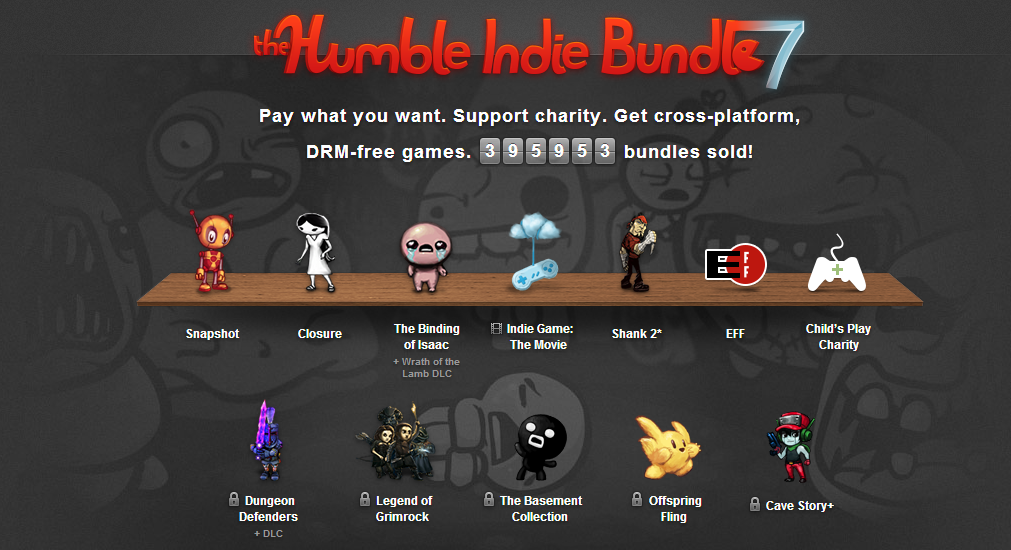 the Humble Indie Bundle 7
Pay what you want. Support charity. Get cross-platform,
DRM-free games. 395953 bundles sold!
EFF
Snapshot
Closure
The Binding
of Isaac
+ Wrath of the
Lamb DLC
Indie Game:
The Movie
Shank 2*
EFF
Child's Play
Charity
Dungeon
Defenders
+ DLC
Legend of
Grimrock
The Basement
Collection
Offspring
Fling
Cave Story+